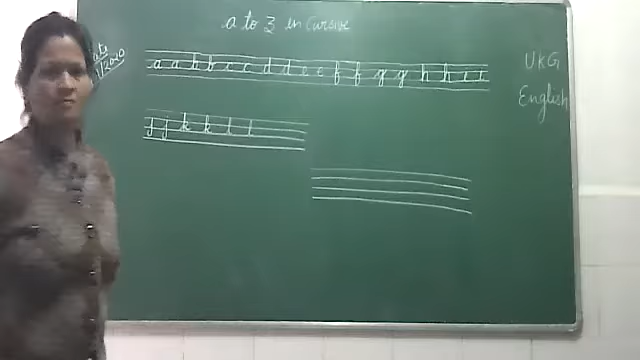 a to z in cursive
UKG
English
a a b b c c d d e e f f g g h h i i
j j k k l l